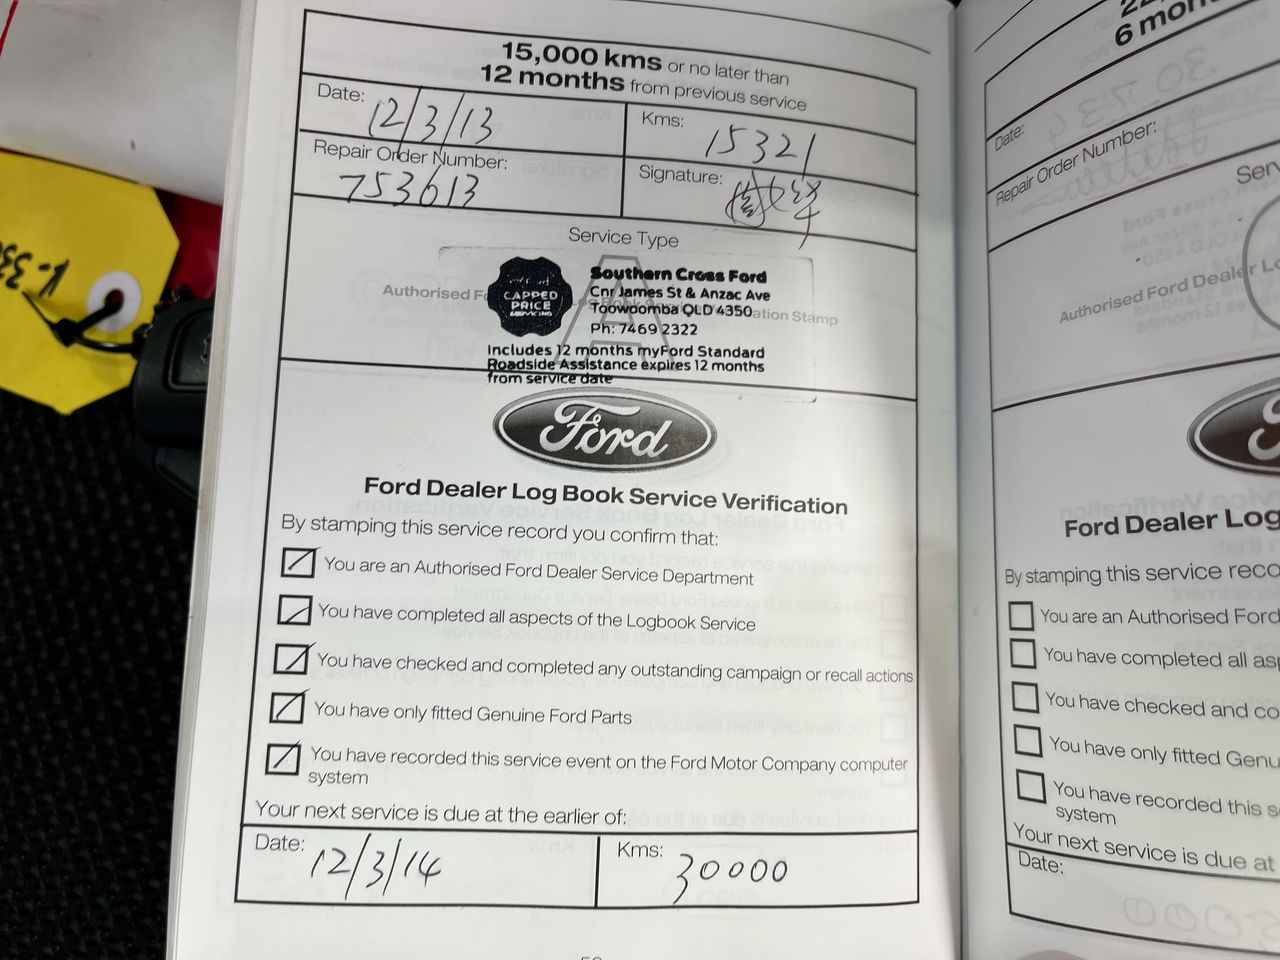 15,000 kms or no later than
12 months from previous service
Date: 12/3/13
Kms: 15321
Repair Order Number:
753613
Signature:
Service Type
CAPPED
PRICE
SERVICING
Southern Cross Ford
Cnr James St & Anzac Ave
Toowoomba QLD 4350
Ph: 7469 2322
Includes 12 months myFord Standard
Roadside Assistance expires 12 months
from service date
Authorised
A
ation Stamp
Ford
Ford Dealer Log Book Service Verification
By stamping this service record you confirm that:
You are an Authorised Ford Dealer Service Department
You have completed all aspects of the Logbook Service
You have checked and completed any outstanding campaign or recall actions
You have only fitted Genuine Ford Parts
You have recorded this service event on the Ford Motor Company computer
system
Your next service is due at the earlier of:
Date: 12/3/14
Kms: 30000
6 mon
Date:
Repair Order Number:
Ser
Authorised Ford Dealer Lo
Ford Dealer Log
By stamping this service reco
You are an Authorised Ford
You have completed all asp
You have checked and co
You have only fitted Genu
You have recorded this s
system
Your next service is due at
Date: